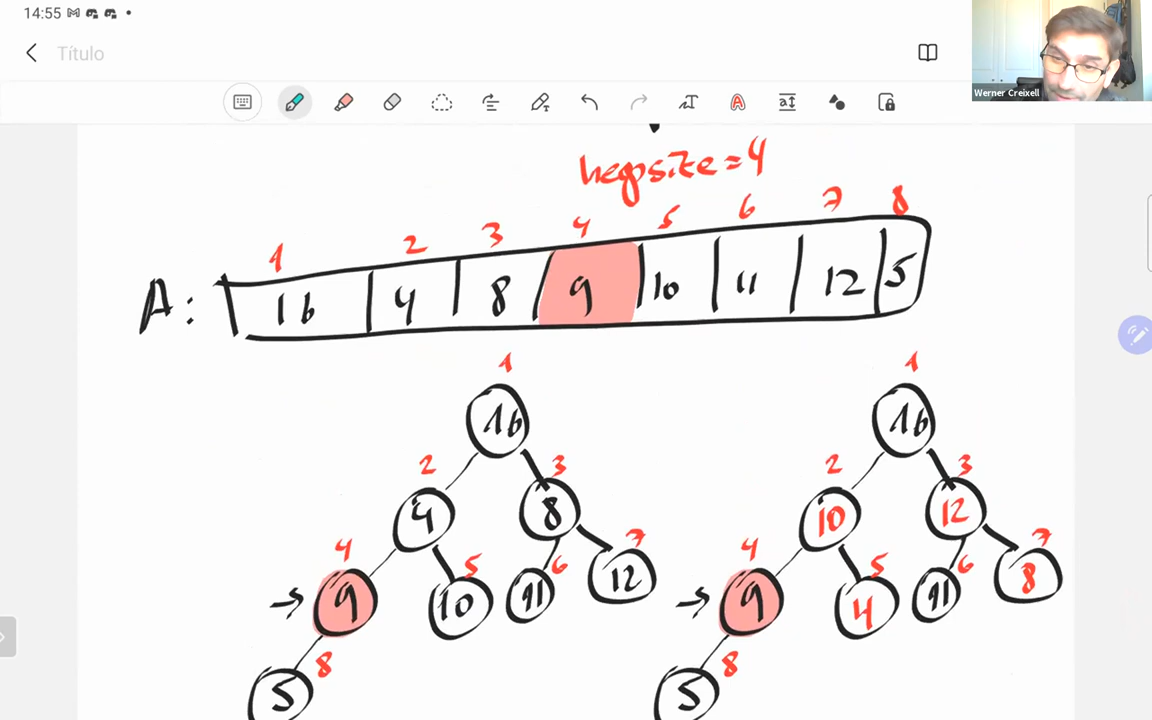 14:55
Título
Werner Creixell
heapsize=4
1 2 3 4 5 6 7 8
A: 16 4 8 9 10 11 12 5
1 1
16 16
2 3 2 3
4 8 10 12
4 5 6 7 4 5 6 7
9 10 11 12 9 4 11 8
8 8
5 5